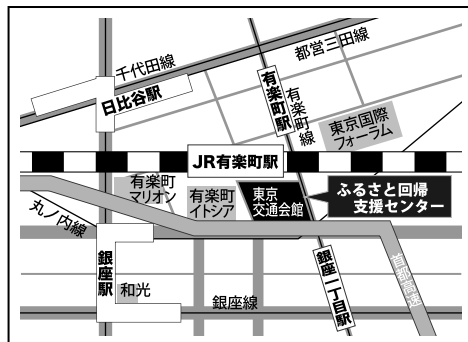 都営三田線
千代田線
日比谷駅
有楽町駅
有楽町線
東京国際
フォーラム
JR有楽町駅
有楽町
マリオン
有楽町
イトシア
東京
交通会館
ふるさと回帰
支援センター
丸ノ内線
銀座駅
和光
銀座線
銀座一丁目駅
首都高速